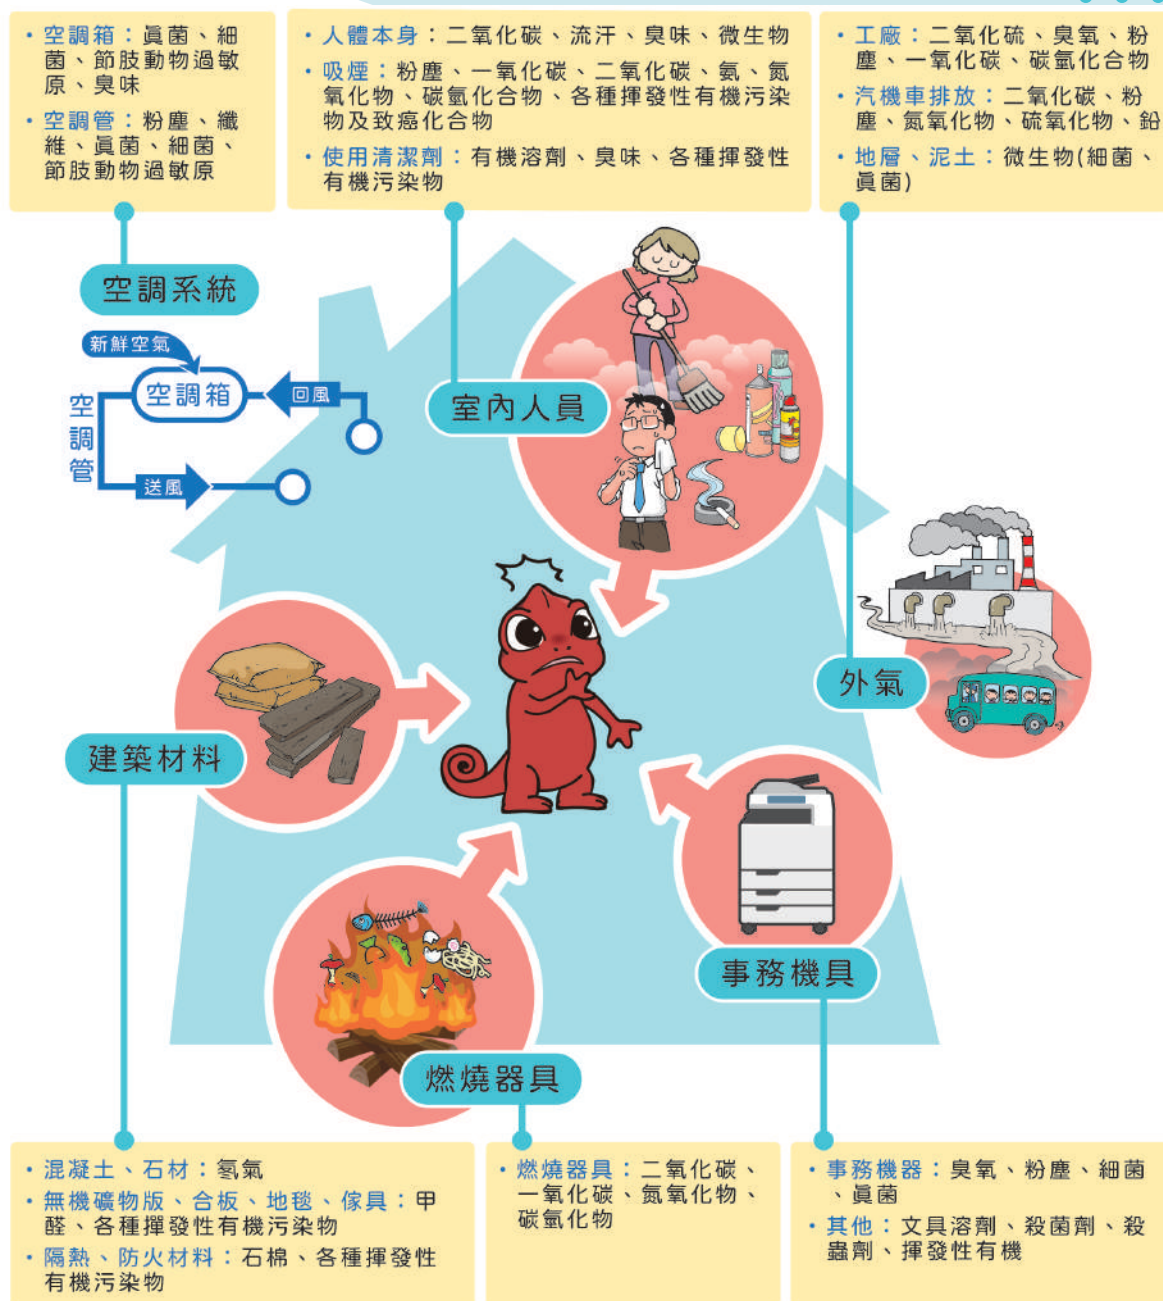 ・空調箱：真菌、細
菌、節肢動物過敏
原、臭味
・空調管：粉塵、纖
維、真菌、細菌、
節肢動物過敏原
・人體本身：二氧化碳、流汗、臭味、微生物
・吸煙：粉塵、一氧化碳、二氧化碳、氨、氮
氧化物、碳氫化合物、各種揮發性有機污染
物及致癌化合物
・使用清潔劑：有機溶劑、臭味、各種揮發性
有機污染物
・工廠：二氧化硫、臭氧、粉
塵、一氧化碳、碳氫化合物
・汽機車排放：二氧化碳、粉
塵、氮氧化物、硫氧化物、鉛
・地層、泥土：微生物(細菌、
真菌)
空調系統
新鮮空氣
空調箱
回風
空調管
送風
室內人員
外氣
建築材料
事務機具
燃燒器具
・混凝土、石材：氡氣
・無機礦物版、合板、地毯、傢具：甲
醛、各種揮發性有機污染物
・隔熱、防火材料：石棉、各種揮發性
有機污染物
・燃燒器具：二氧化碳、
一氧化碳、氮氧化物、
碳氫化物
・事務機器：臭氧、粉塵、細菌
、真菌
・其他：文具溶劑、殺菌劑、殺
蟲劑、揮發性有機